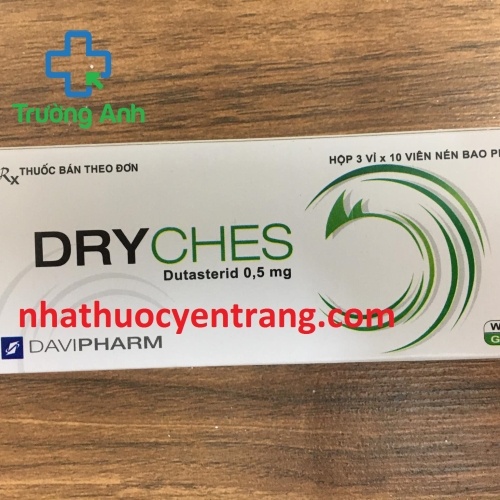 Trường Anh
PHARM
Rx THUỐC BÁN THEO ĐƠN
HỘP 3 VỈ x 10 VIÊN NÉN BAO
DRYCHES
Dutasterid 0,5 mg
nhathuocyentrang.com
DAVIPHARM